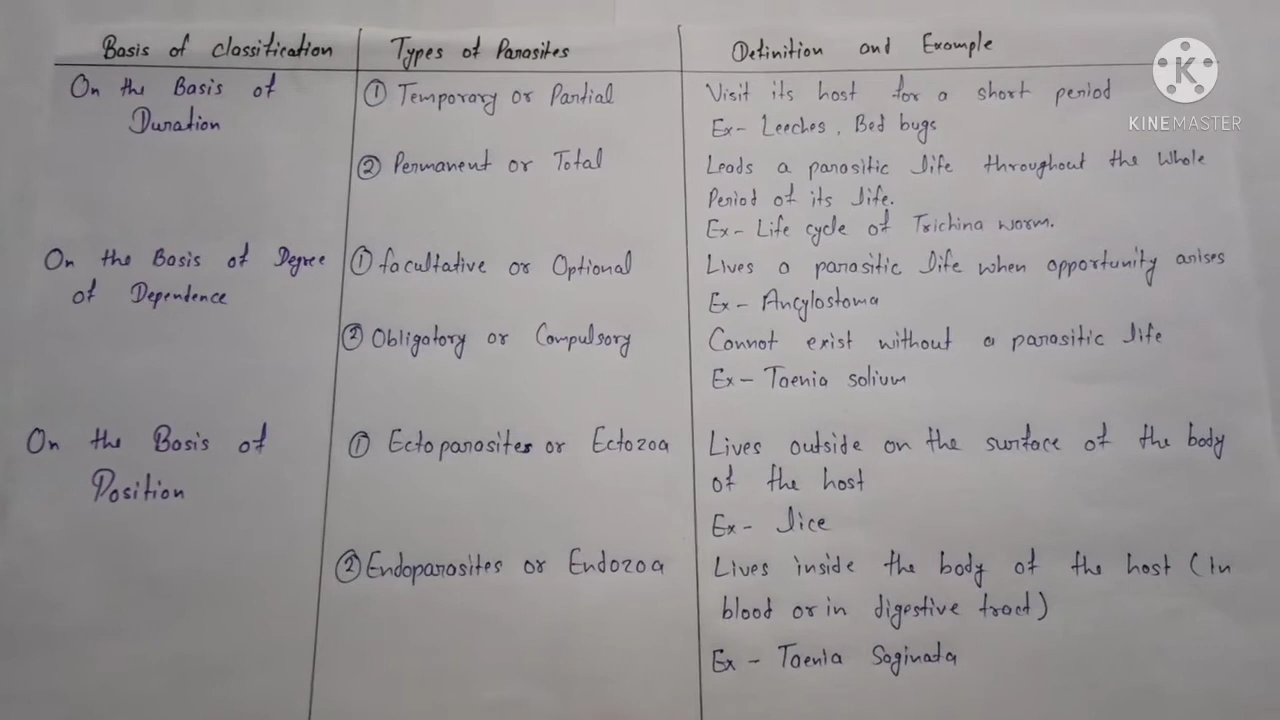 Basis of classification
Types of Parasites
Definition and Example
On the Basis of
Duration
① Temporary or Partial
Visit its host for a short period
Ex- Leeches, Bed bugs
② Permanent or Total
Leads a parasitic life throughout the Whole
Period of its life.
Ex- Life cycle of Trichina worm.
On the Basis of Degree
of Dependence
① facultative or Optional
Lives a parasitic life when opportunity arises
Ex- Ancylostoma
② Obligatory or Compulsory
Cannot exist without a parasitic life
Ex- Taenia solium
On the Basis of
Position
① Ectoparasites or Ectozoa
Lives outside on the surface of the body
of the host
Ex- lice
② Endoparasites or Endozoa
Lives inside the body of the host (In
blood or in digestive tract)
Ex - Taenia Saginata
K
KINEMASTER